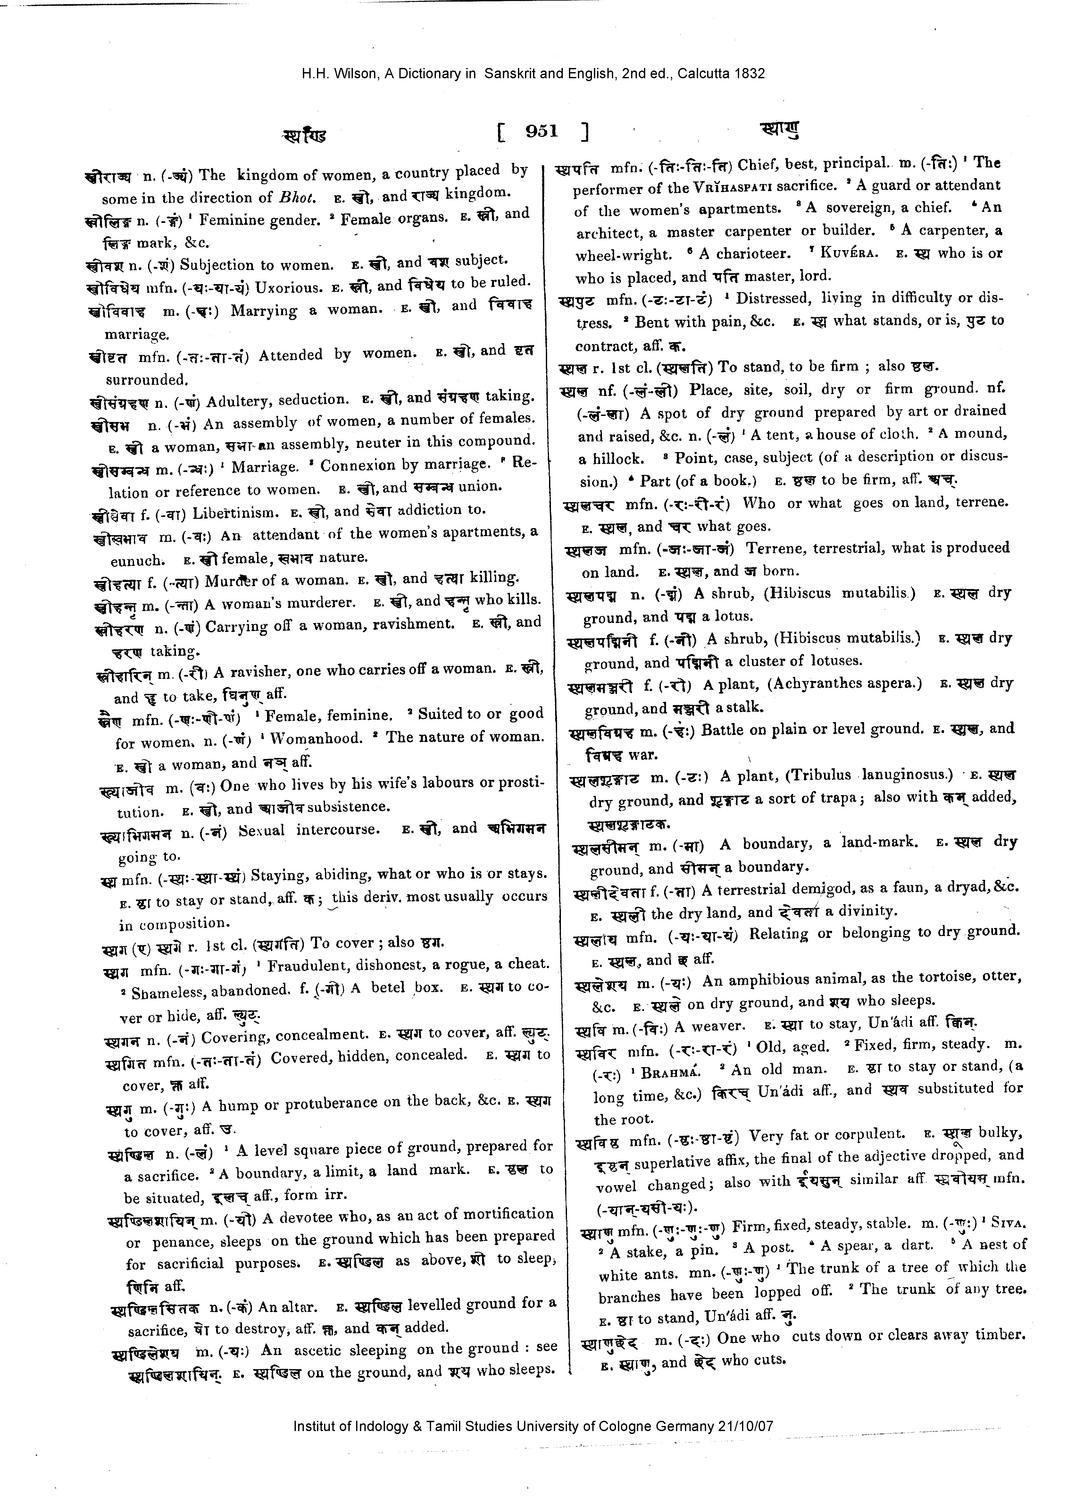 H.H. Wilson, A Dictionary in Sanskrit and English, 2nd ed., Calcutta 1832
स्थण्डि [ 951 ] स्थाणु
स्त्रीराज्य n. (-ज्यं) The kingdom of women, a country placed by
some in the direction of Bhot. E. स्त्री, and राज्य kingdom.
स्त्रीलिङ्ग n. (-ङ्गं) ¹ Feminine gender. ² Female organs. E. स्त्री, and
लिङ्ग mark, &c.
स्त्रीवश n. (-शं) Subjection to women. E. स्त्री, and वश subject.
स्त्रीविधेय mfn. (-यः-या-यं) Uxorious. E. स्त्री, and विधेय to be ruled.
स्त्रीविवाह m. (-हः) Marrying a woman. E. स्त्री, and विवाह
marriage.
स्त्रीवृत mfn. (-तः-ता-तं) Attended by women. E. स्त्री, and वृत
surrounded.
स्त्रीसंग्रहण n. (-णं) Adultery, seduction. E. स्त्री, and संग्रहण taking.
स्त्रीसभ n. (-भं) An assembly of women, a number of females.
E. स्त्री a woman, सभा an assembly, neuter in this compound.
स्त्रीसम्बन्ध m. (-न्धः) ¹ Marriage. ² Connexion by marriage. ³ Re-
lation or reference to women. E. स्त्री, and सम्बन्ध union.
स्त्रीसेवा f. (-वा) Libertinism. E. स्त्री, and सेवा addiction to.
स्त्रीस्वभाव m. (-वः) An attendant of the women's apartments, a
eunuch. E. स्त्री female, स्वभाव nature.
स्त्रीहत्या f. (-त्या) Murder of a woman. E. स्त्री, and हत्या killing.
स्त्रीहन्तृ m. (-न्ता) A woman's murderer. E. स्त्री, and हन्तृ who kills.
स्त्रीहरण n. (-णं) Carrying off a woman, ravishment. E. स्त्री, and
हरण taking.
स्त्रीहारिन् m. (-री) A ravisher, one who carries off a woman. E. स्त्री,
and हृ to take, घिनुण् aff.
स्त्रैण mfn. (-णः-णी-णं) ¹ Female, feminine. ² Suited to or good
for women. n. (-णं) ¹ Womanhood. ² The nature of woman.
E. स्त्री a woman, and नञ् aff.
स्त्र्याजीव m. (वः) One who lives by his wife's labours or prosti-
tution. E. स्त्री, and आजीव subsistence.
स्त्र्यभिगमन n. (-नं) Sexual intercourse. E. स्त्री, and अभिगमन
going to.
स्थ mfn. (-स्थः-स्था-स्थं) Staying, abiding, what or who is or stays.
E. ष्ठा to stay or stand, aff. क; this deriv. most usually occurs
in composition.
स्थग (ए) स्थगे r. 1st cl. (स्थगति) To cover; also ष्ठग.
स्थग mfn. (-गः-गा-गं) ¹ Fraudulent, dishonest, a rogue, a cheat.
² Shameless, abandoned. f. (-गी) A betel box. E. स्थग to co-
ver or hide, aff. ल्युट्.
स्थगन n. (-नं) Covering, concealment. E. स्थग to cover, aff. ल्युट्.
स्थगित mfn. (-तः-ता-तं) Covered, hidden, concealed. E. स्थग to
cover, क्त aff.
स्थगु m. (-गुः) A hump or protuberance on the back, &c. E. स्थग
to cover, aff. उ.
स्थण्डिल n. (-लं) ¹ A level square piece of ground, prepared for
a sacrifice. ² A boundary, a limit, a land mark. E. ष्ठल to
be situated, इलच् aff., form irr.
स्थण्डिलशायिन् m. (-यी) A devotee who, as an act of mortification
or penance, sleeps on the ground which has been prepared
for sacrificial purposes. E. स्थण्डिल as above, शी to sleep,
णिनि aff.
स्थण्डिलसितक n. (-कं) An altar. E. स्थण्डिल levelled ground for a
sacrifice, षो to destroy, aff. क्त, and कन् added.
स्थण्डिलेशय m. (-यः) An ascetic sleeping on the ground : see
स्थण्डिलशायिन्. E. स्थण्डिल on the ground, and शय who sleeps.
स्थपति mfn. (-तिः-तिः-ति) Chief, best, principal. m. (-तिः) ¹ The
performer of the VRĬHASPATI sacrifice. ² A guard or attendant
of the women's apartments. ³ A sovereign, a chief. ⁴ An
architect, a master carpenter or builder. ⁵ A carpenter, a
wheel-wright. ⁶ A charioteer. ⁷ KUVÉRA. E. स्थ who is or
who is placed, and पति master, lord.
स्थपुट mfn. (-टः-टा-टं) ¹ Distressed, living in difficulty or dis-
tress. ² Bent with pain, &c. E. स्थ what stands, or is, पुट to
contract, aff. क.
स्थल r. 1st cl. (स्थलति) To stand, to be firm ; also ष्ठल.
स्थल nf. (-लं-ली) Place, site, soil, dry or firm ground. nf.
(-लं-ला) A spot of dry ground prepared by art or drained
and raised, &c. n. (-लं) ¹ A tent, a house of cloth. ² A mound,
a hillock. ³ Point, case, subject (of a description or discus-
sion.) ⁴ Part (of a book.) E. ष्ठल to be firm, aff. अच्.
स्थलचर mfn. (-रः-री-रं) Who or what goes on land, terrene.
E. स्थल, and चर what goes.
स्थलज mfn. (-जः-जा-जं) Terrene, terrestrial, what is produced
on land. E. स्थल, and ज born.
स्थलपद्म n. (-द्मं) A shrub, (Hibiscus mutabilis.) E. स्थल dry
ground, and पद्म a lotus.
स्थलपद्मिनी f. (-नी) A shrub, (Hibiscus mutabilis.) E. स्थल dry
ground, and पद्मिनी a cluster of lotuses.
स्थलमञ्जरी f. (-री) A plant, (Achyranthes aspera.) E. स्थल dry
ground, and मञ्जरी a stalk.
स्थलविग्रह m. (-हः) Battle on plain or level ground. E. स्थल, and
विग्रह war.
स्थलशृङ्गाट m. (-टः) A plant, (Tribulus lanuginosus.) E. स्थल
dry ground, and शृङ्गाट a sort of trapa; also with कन् added,
स्थलशृङ्गाटक.
स्थलसीमन् m. (-मा) A boundary, a land-mark. E. स्थल dry
ground, and सीमन् a boundary.
स्थलीदेवता f. (-ता) A terrestrial demigod, as a faun, a dryad, &c.
E. स्थली the dry land, and देवता a divinity.
स्थलीय mfn. (-यः-या-यं) Relating or belonging to dry ground.
E. स्थल, and छ aff.
स्थलेशय m. (-यः) An amphibious animal, as the tortoise, otter,
&c. E. स्थले on dry ground, and शय who sleeps.
स्थवि m. (-विः) A weaver. E. स्था to stay, Un'ádi aff. क्विन्.
स्थविर mfn. (-रः-रा-रं) ¹ Old, aged. ² Fixed, firm, steady. m.
(-रः) ¹ BRAHMÁ. ² An old man. E. ष्ठा to stay or stand, (a
long time, &c.) किरच् Un'ádi aff., and स्थव substituted for
the root.
स्थविष्ठ mfn. (-ष्ठः-ष्ठा-ष्ठं) Very fat or corpulent. E. स्थूल bulky,
इष्ठन् superlative affix, the final of the adjective dropped, and
vowel changed; also with ईयसुन् similar aff. स्थवीयस् mfn.
(-यान्-यसी-यः).
स्थाणु mfn. (-णुः-णुः-णु) Firm, fixed, steady, stable. m. (-णुः) ¹ SIVA.
² A stake, a pin. ³ A post. ⁴ A spear, a dart. ⁵ A nest of
white ants. mn. (-णुः-णु) ¹ The trunk of a tree of which the
branches have been lopped off. ² The trunk of any tree.
E. ष्ठा to stand, Un'ádi aff. नु.
स्थाणुच्छेद m. (-दः) One who cuts down or clears away timber.
E. स्थाणु, and छेद who cuts.
Institut of Indology & Tamil Studies University of Cologne Germany 21/10/07